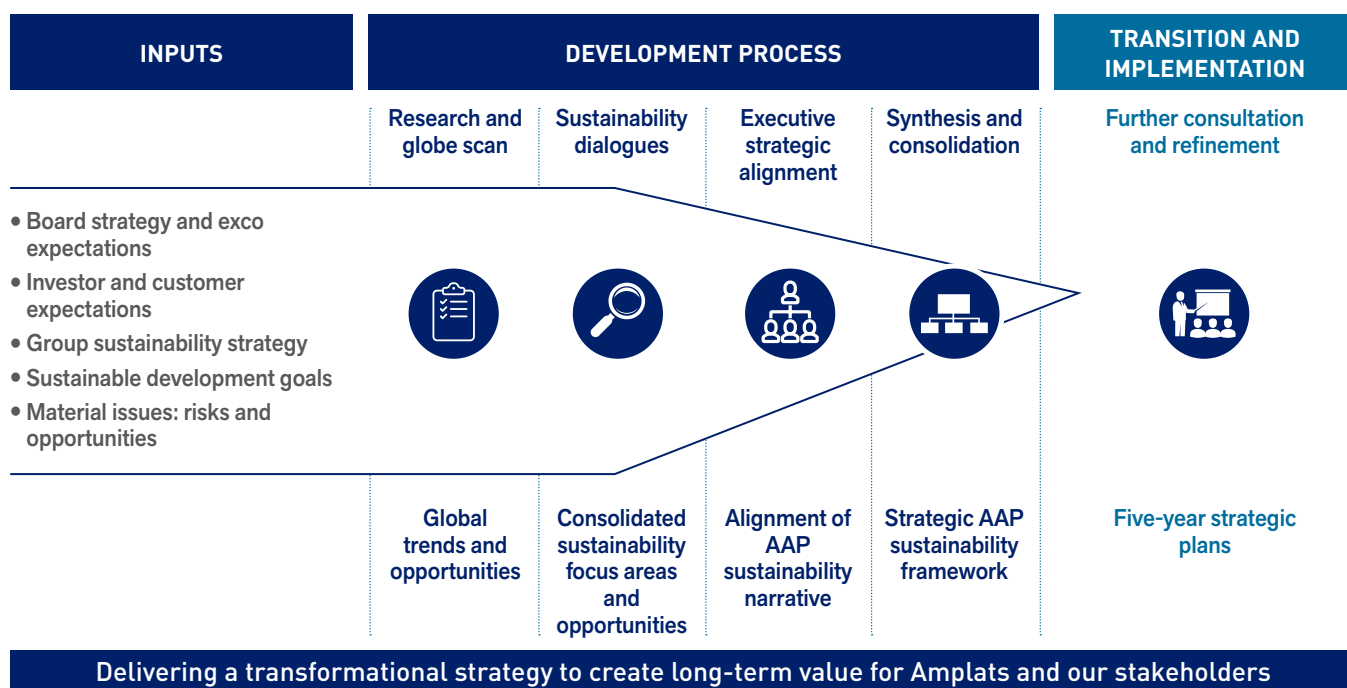 INPUTS
DEVELOPMENT PROCESS
TRANSITION AND
IMPLEMENTATION
Research and
globe scan
Sustainability
dialogues
Executive
strategic
alignment
Synthesis and
consolidation
Further consultation
and refinement
• Board strategy and exco
expectations
• Investor and customer
expectations
• Group sustainability strategy
• Sustainable development goals
• Material issues: risks and
opportunities
Global
trends and
opportunities
Consolidated
sustainability
focus areas
and
opportunities
Alignment of
AAP
sustainability
narrative
Strategic AAP
sustainability
framework
Five-year strategic
plans
Delivering a transformational strategy to create long-term value for Amplats and our stakeholders